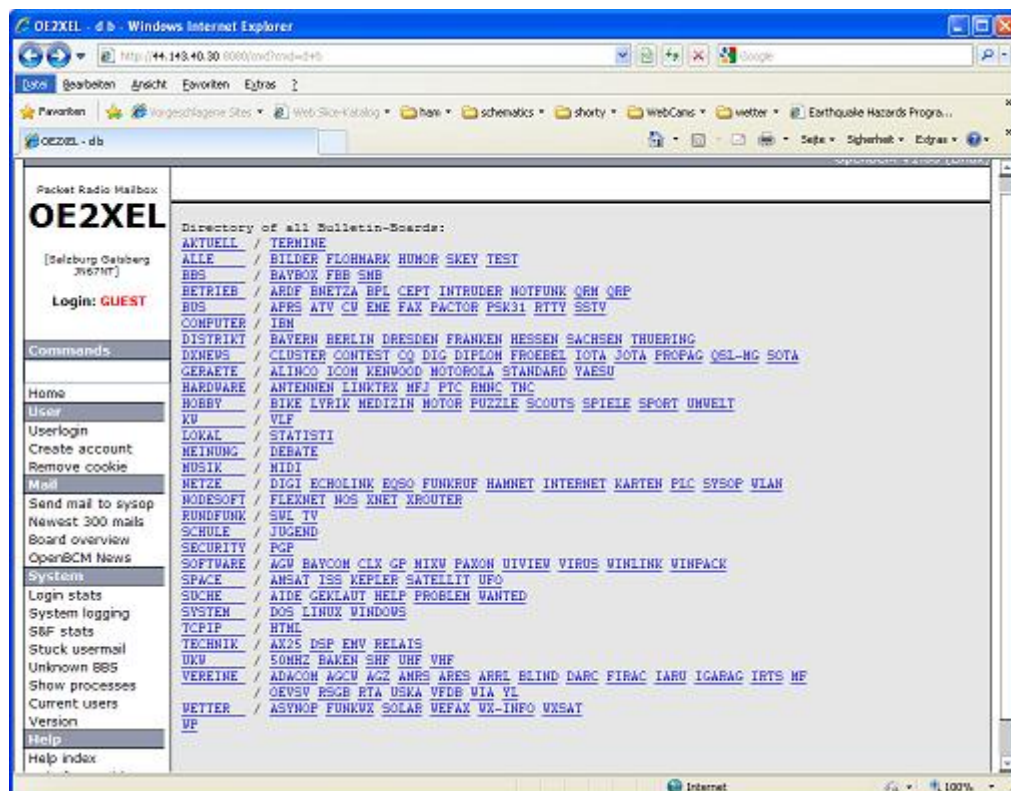 OE2XEL - d b - Windows Internet Explorer
Google
Datei Bearbeiten Ansicht Favoriten Extras ?
Favoriten Vorgeschlagene Sites Web Slice-Katalog ham schematics shorty WebCams wetter Earthquake Hazards Progra...
OE2XEL - d b
Seite Sicherheit Extras
Packet Radio Mailbox
OE2XEL
[Salzburg Gaisberg
JN67NT]
Login: GUEST
Commands
Home
User
Userlogin
Create account
Remove cookie
Mail
Send mail to sysop
Newest 300 mails
Board overview
OpenBCM News
System
Login stats
System logging
S&F stats
Stuck usermail
Unknown BBS
Show processes
Current users
Version
Help
Help index
Directory of all Bulletin-Boards:
AKTUELL / TERMINE
ALLE / BILDER FLOHMARK HUMOR SKEY TEST
BBS / BAYBOX FBB SMB
BETRIEB / ARDF BNETZA BPL CEPT INTRUDER NOTFUNK QRM QRP
BUS / APRS ATV CW EME FAX PACTOR PSK31 RTTY SSTV
COMPUTER / IBM
DISTRIKT / BAYERN BERLIN DRESDEN FRANKEN HESSEN SACHSEN THUERING
DXNEWS / CLUSTER CONTEST CQ DIG DIPLOM FROEBEL IOTA JOTA PROPAG QSL-MG SOTA
GERAETE / ALINCO ICOM KENWOOD MOTOROLA STANDARD YAESU
HARDWARE / ANTENNEN LINKTRX MFJ PTC RMNC TNC
HOBBY / BIKE LYRIK MEDIZIN MOTOR PUZZLE SCOUTS SPIELE SPORT UMWELT
KW / VLF
LOKAL / STATISTI
MEINUNG / DEBATE
MUSIK / MIDI
NETZE / DIGI ECHOLINK EQSO FUNKRUF HAMNET INTERNET KARTEN PLC SYSOP WLAN
NODESOFT / FLEXNET NOS XNET XROUTER
RUNDFUNK / SWL TV
SCHULE / JUGEND
SECURITY / PGP
SOFTWARE / AGW BAYCOM CLX GP MIXW PAXON UIVIEW VIRUS WINLINK WINPACK
SPACE / AMSAT ISS KEPLER SATELLIT UFO
SUCHE / AIDE GEKLAUT HELP PROBLEM WANTED
SYSTEM / DOS LINUX WINDOWS
TCPIP / HTML
TECHNIK / AX25 DSP EMV RELAIS
UKW / 50MHZ BAKEN SHF UHF VHF
VEREINE / ADACOM AGCW AGZ AMRS ARES ARRL BLIND DARC FIRAC IARU IGARAG IRTS MF
/ OEVSV RSGB RTA USKA VFDB WIA YL
WETTER / ASYNOP FUNKWX SOLAR WEFAX WX-INFO WXSAT
WP
Internet
100%